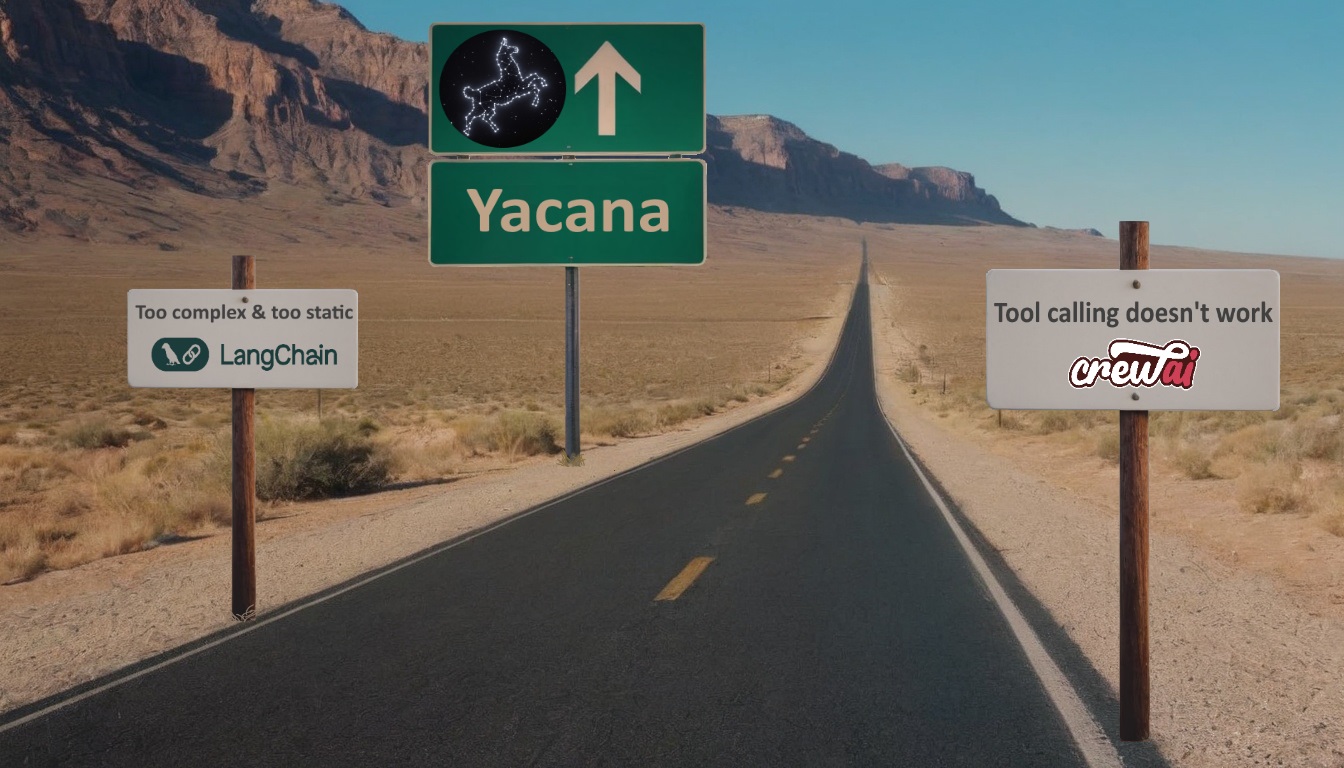 Yacana
Too complex & too static
LangChain
Tool calling doesn't work
crewai